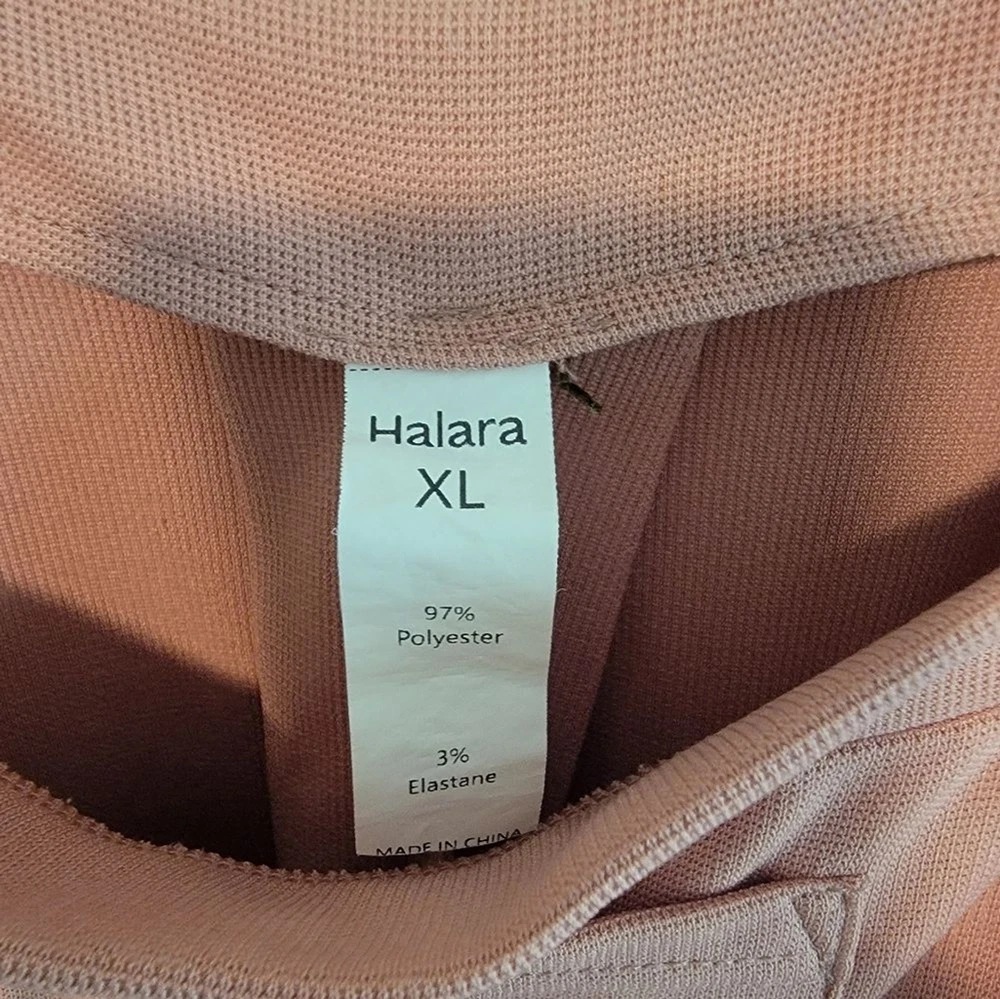 Halara
XL
97%
Polyester
3%
Elastane
MADE IN CHINA